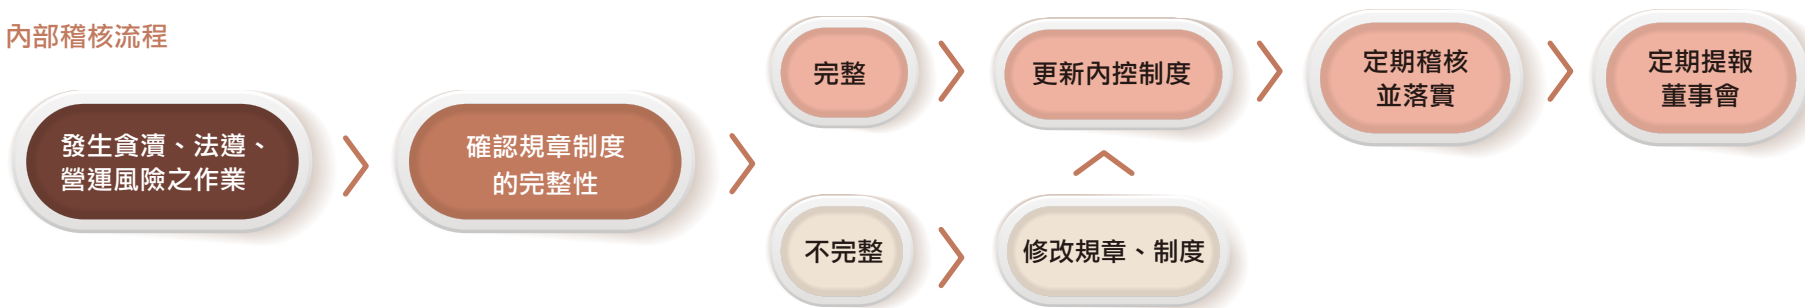 內部稽核流程
發生貪瀆、法遵、
營運風險之作業
確認規章制度
的完整性
完整
更新內控制度
定期稽核
並落實
定期提報
董事會
不完整
修改規章、制度